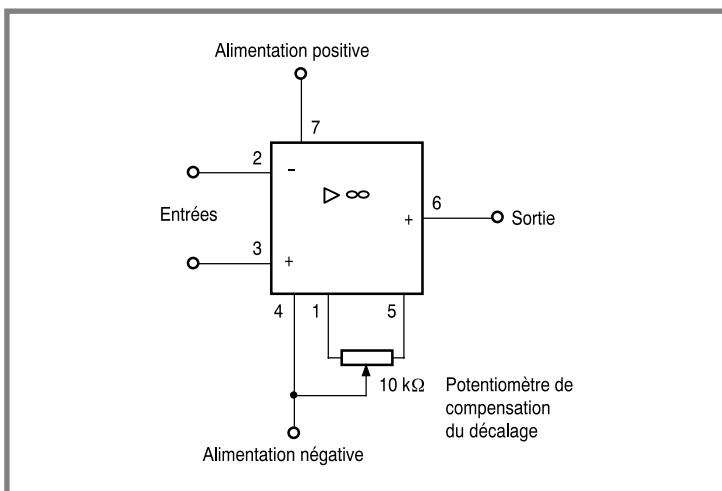 Alimentation positive
7
2
-
▷ ∞
6
Entrées
+
Sortie
3
+
4
1
5
10 kΩ
Potentiomètre de
compensation
du décalage
Alimentation négative